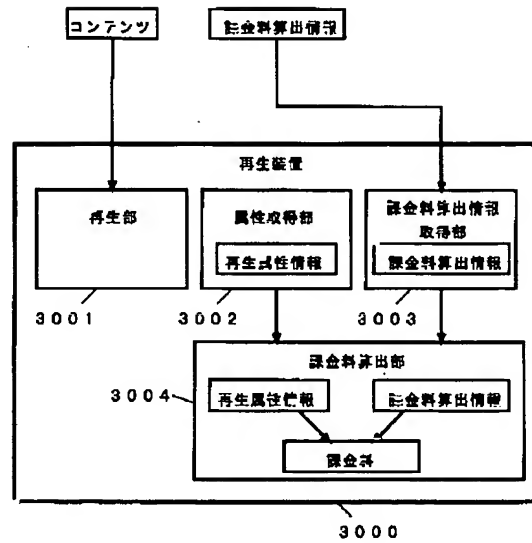 コンテンツ
課金料算出情報
再生装置
再生部
属性取得部
再生属性情報
課金料算出情報
取得部
課金料算出情報
3001
3002
3003
課金料算出部
3004
再生属性情報
課金料算出情報
課金料
3000